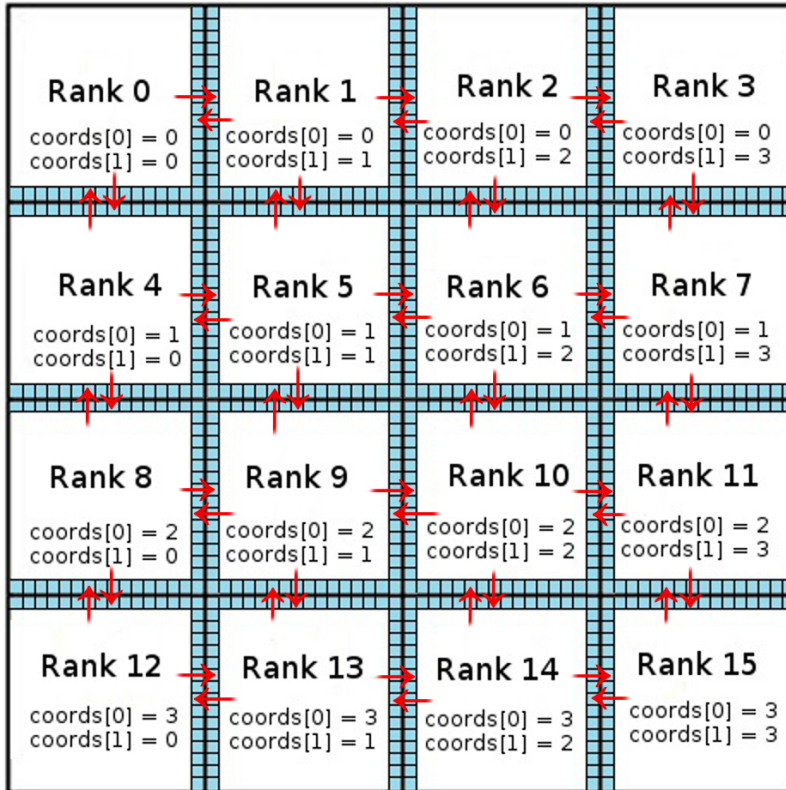 Rank 0
coords[0] = 0
coords[1] = 0
Rank 1
coords[0] = 0
coords[1] = 1
Rank 2
coords[0] = 0
coords[1] = 2
Rank 3
coords[0] = 0
coords[1] = 3
Rank 4
coords[0] = 1
coords[1] = 0
Rank 5
coords[0] = 1
coords[1] = 1
Rank 6
coords[0] = 1
coords[1] = 2
Rank 7
coords[0] = 1
coords[1] = 3
Rank 8
coords[0] = 2
coords[1] = 0
Rank 9
coords[0] = 2
coords[1] = 1
Rank 10
coords[0] = 2
coords[1] = 2
Rank 11
coords[0] = 2
coords[1] = 3
Rank 12
coords[0] = 3
coords[1] = 0
Rank 13
coords[0] = 3
coords[1] = 1
Rank 14
coords[0] = 3
coords[1] = 2
Rank 15
coords[0] = 3
coords[1] = 3